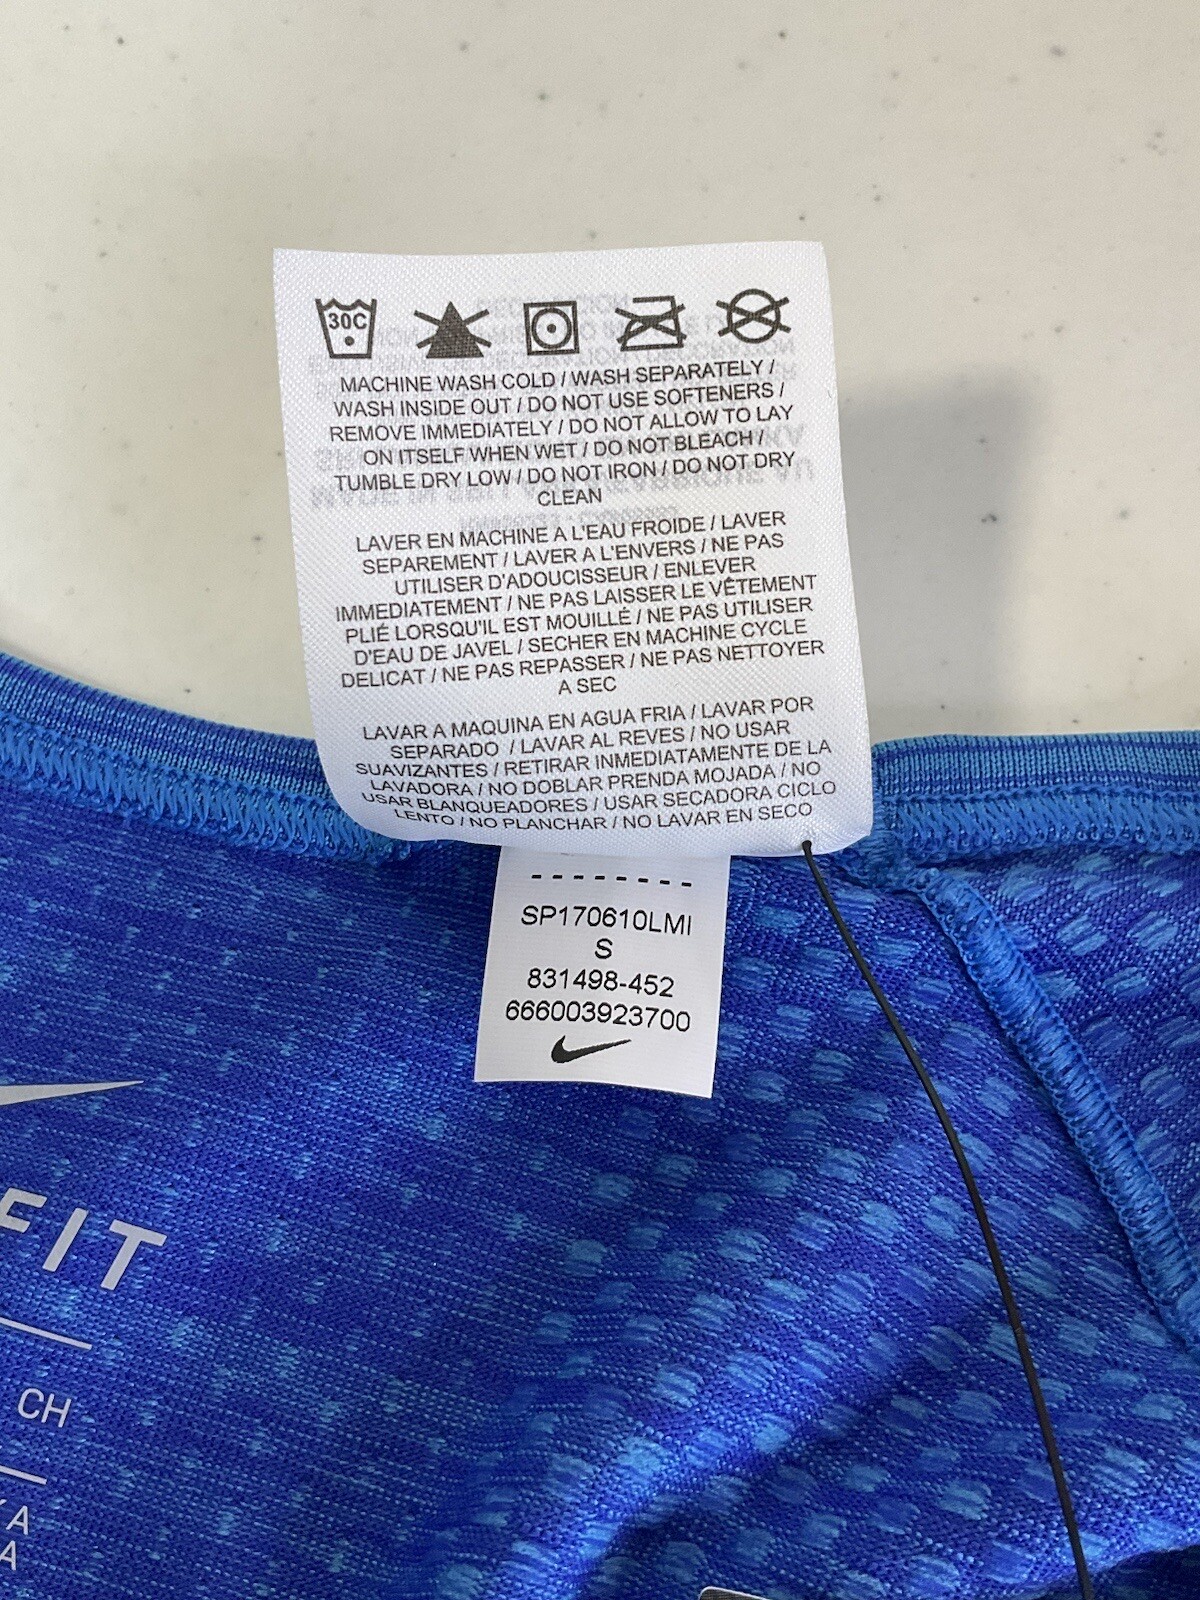 30C
MACHINE WASH COLD / WASH SEPARATELY /
WASH INSIDE OUT / DO NOT USE SOFTENERS /
REMOVE IMMEDIATELY / DO NOT ALLOW TO LAY
ON ITSELF WHEN WET / DO NOT BLEACH /
TUMBLE DRY LOW / DO NOT IRON / DO NOT DRY
CLEAN
LAVER EN MACHINE A L'EAU FROIDE / LAVER
SEPAREMENT / LAVER A L'ENVERS / NE PAS
UTILISER D'ADOUCISSEUR / ENLEVER
IMMEDIATEMENT / NE PAS LAISSER LE VÊTEMENT
PLIÉ LORSQU'IL EST MOUILLÉ / NE PAS UTILISER
D'EAU DE JAVEL / SECHER EN MACHINE CYCLE
DELICAT / NE PAS REPASSER / NE PAS NETTOYER
A SEC
LAVAR A MAQUINA EN AGUA FRIA / LAVAR POR
SEPARADO / LAVAR AL REVES / NO USAR
SUAVIZANTES / RETIRAR INMEDIATAMENTE DE LA
LAVADORA / NO DOBLAR PRENDA MOJADA / NO
USAR BLANQUEADORES / USAR SECADORA CICLO
LENTO / NO PLANCHAR / NO LAVAR EN SECO
--------
SP170610LMI
S
831498-452
666003923700
FIT
CH
A
A